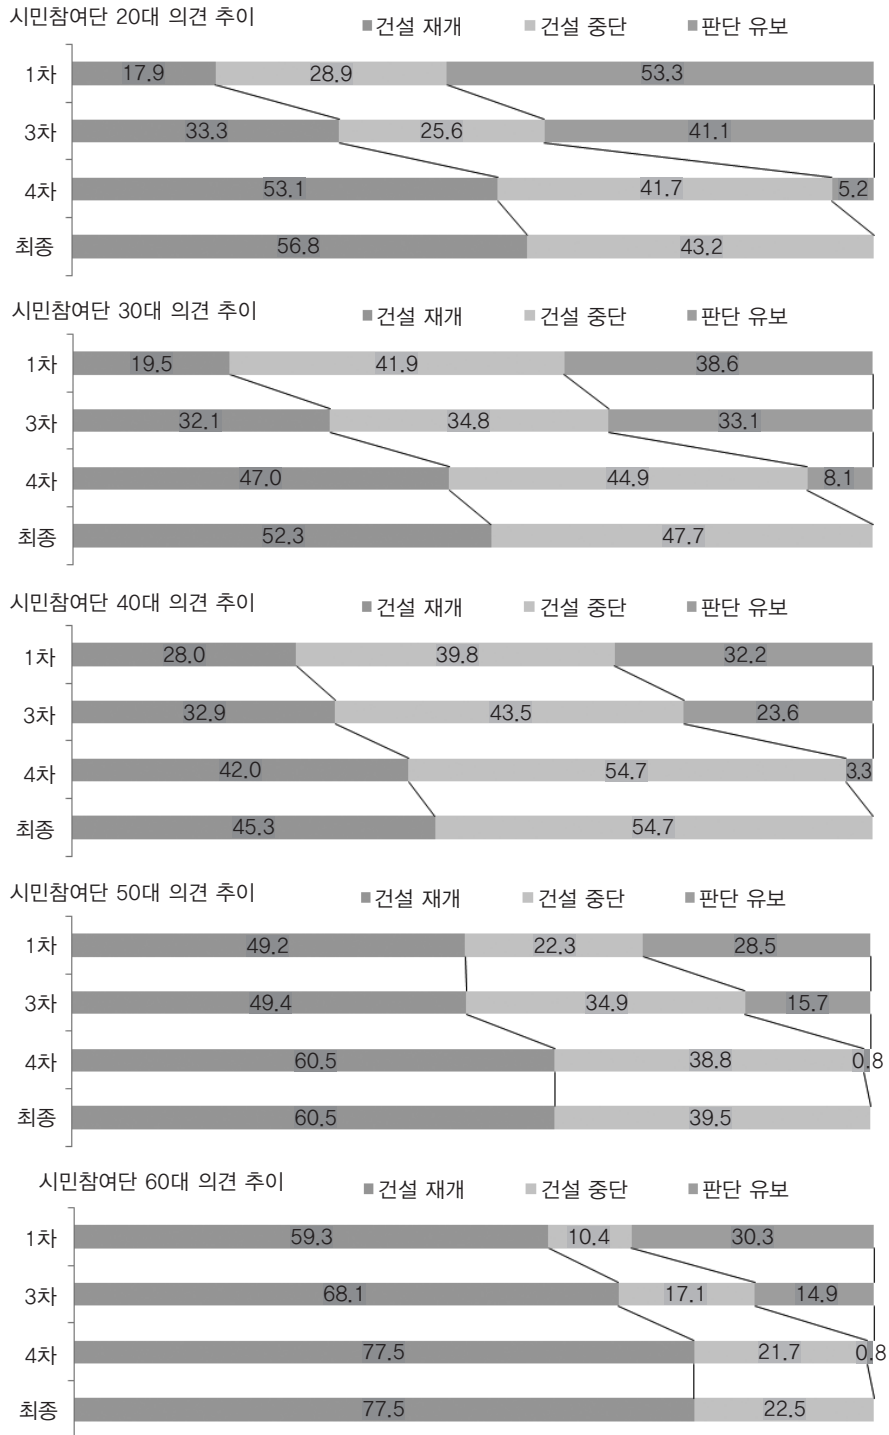 시민참여단 20대 의견 추이
■건설 재개 ■건설 중단 ■판단 유보
1차 17.9 28.9 53.3
3차 33.3 25.6 41.1
4차 53.1 41.7 5.2
최종 56.8 43.2
시민참여단 30대 의견 추이
■건설 재개 ■건설 중단 ■판단 유보
1차 19.5 41.9 38.6
3차 32.1 34.8 33.1
4차 47.0 44.9 8.1
최종 52.3 47.7
시민참여단 40대 의견 추이
■건설 재개 ■건설 중단 ■판단 유보
1차 28.0 39.8 32.2
3차 32.9 43.5 23.6
4차 42.0 54.7 3.3
최종 45.3 54.7
시민참여단 50대 의견 추이
■건설 재개 ■건설 중단 ■판단 유보
1차 49.2 22.3 28.5
3차 49.4 34.9 15.7
4차 60.5 38.8 0.8
최종 60.5 39.5
시민참여단 60대 의견 추이
■건설 재개 ■건설 중단 ■판단 유보
1차 59.3 10.4 30.3
3차 68.1 17.1 14.9
4차 77.5 21.7 0.8
최종 77.5 22.5